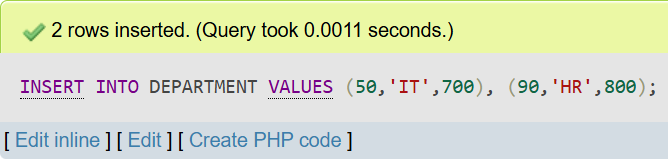 2 rows inserted. (Query took 0.0011 seconds.)
INSERT INTO DEPARTMENT VALUES (50,'IT',700), (90,'HR',800);
[ Edit inline ] [ Edit ] [ Create PHP code ]